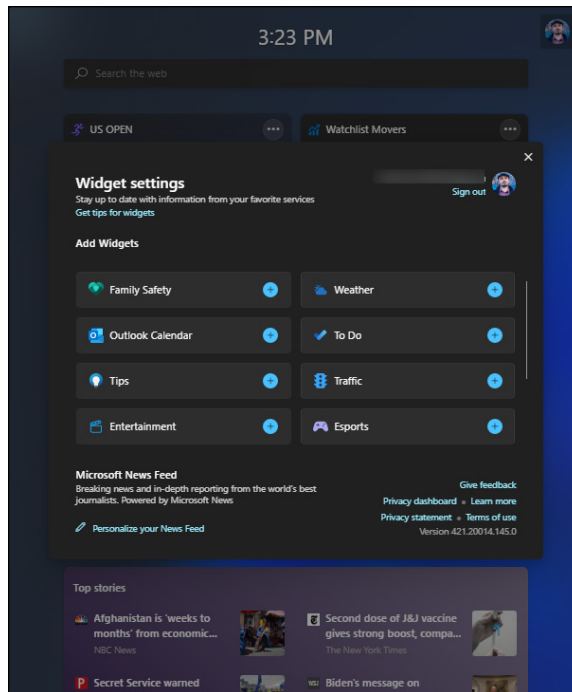 3:23 PM
Search the web
US OPEN
Watchlist Movers
Widget settings
Stay up to date with information from your favorite services
Get tips for widgets
Sign out
Add Widgets
Family Safety
Weather
Outlook Calendar
To Do
Tips
Traffic
Entertainment
Esports
Microsoft News Feed
Breaking news and in-depth reporting from the world's best
journalists. Powered by Microsoft News
Personalize your News Feed
Give feedback
Privacy dashboard • Learn more
Privacy statement • Terms of use
Version 421.20014.145.0
Top stories
Afghanistan is 'weeks to
months' from economic...
NBC News
Second dose of J&J vaccine
gives strong boost, compa...
The New York Times
Secret Service warned
WSJ
Biden's message on